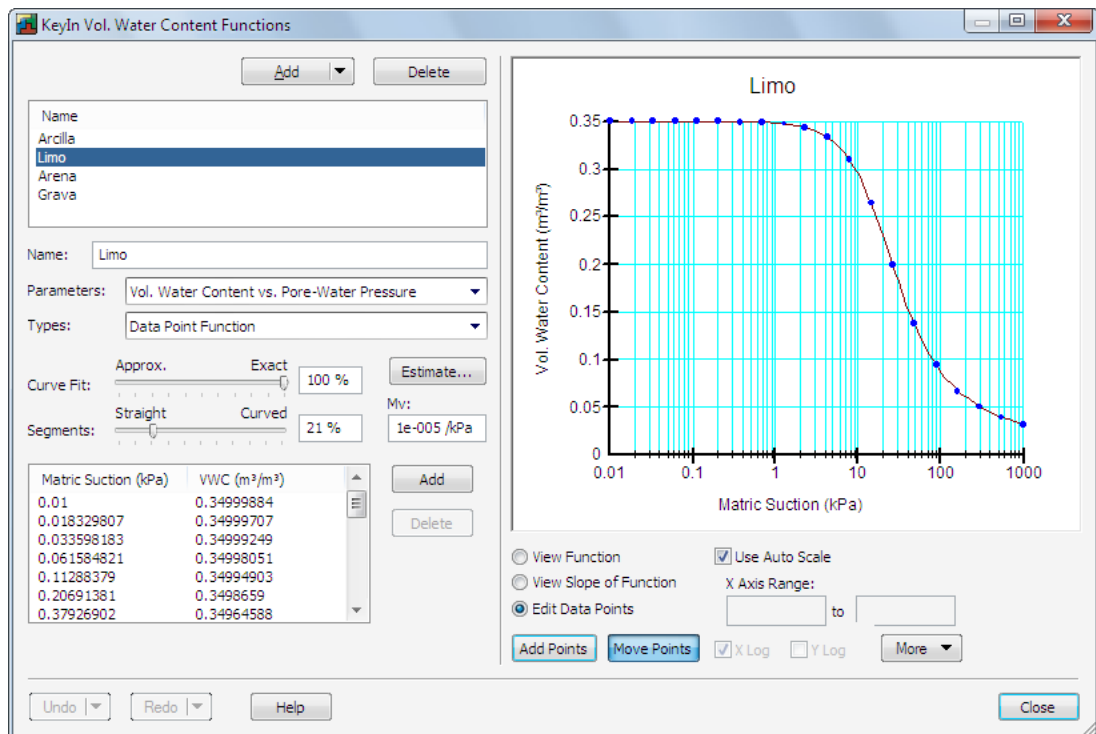 KeyIn Vol. Water Content Functions
Add
Delete
Name
Arcilla
Limo
Arena
Grava
Name: Limo
Parameters: Vol. Water Content vs. Pore-Water Pressure
Types: Data Point Function
Approx. Exact
Curve Fit: 100 % Estimate...
Straight Curved Mv:
Segments: 21 % 1e-005 /kPa
Matric Suction (kPa) VWC (m³/m³)
0.01 0.34999884
0.018329807 0.34999707
0.033598183 0.34999249
0.061584821 0.34998051
0.11288379 0.34994903
0.20691381 0.3498659
0.37926902 0.34964588
Add
Delete
Limo
Vol. Water Content (m³/m³)
0.35
0.3
0.25
0.2
0.15
0.1
0.05
0
0.01 0.1 1 10 100 1000
Matric Suction (kPa)
View Function
View Slope of Function
Edit Data Points
Use Auto Scale
X Axis Range:
to
Add Points Move Points X Log Y Log More
Undo Redo Help Close